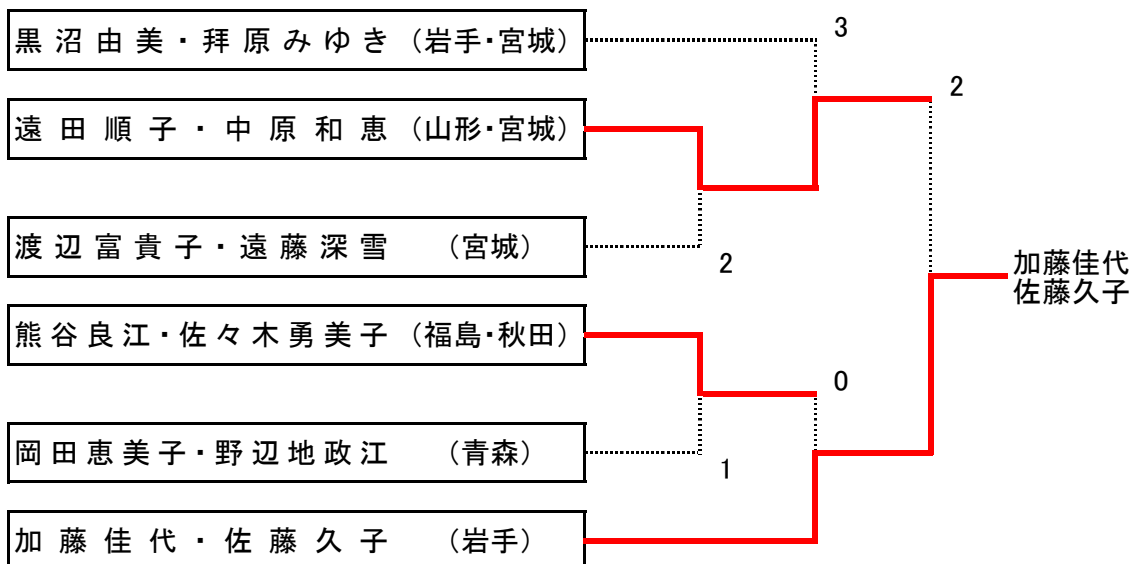 黒沼由美・拝原みゆき（岩手・宮城）
3
2
遠田順子・中原和恵（山形・宮城）
渡辺富貴子・遠藤深雪（宮城）
2
加藤佳代
佐藤久子
熊谷良江・佐々木勇美子（福島・秋田）
0
岡田恵美子・野辺地政江（青森）
1
加藤佳代・佐藤久子（岩手）